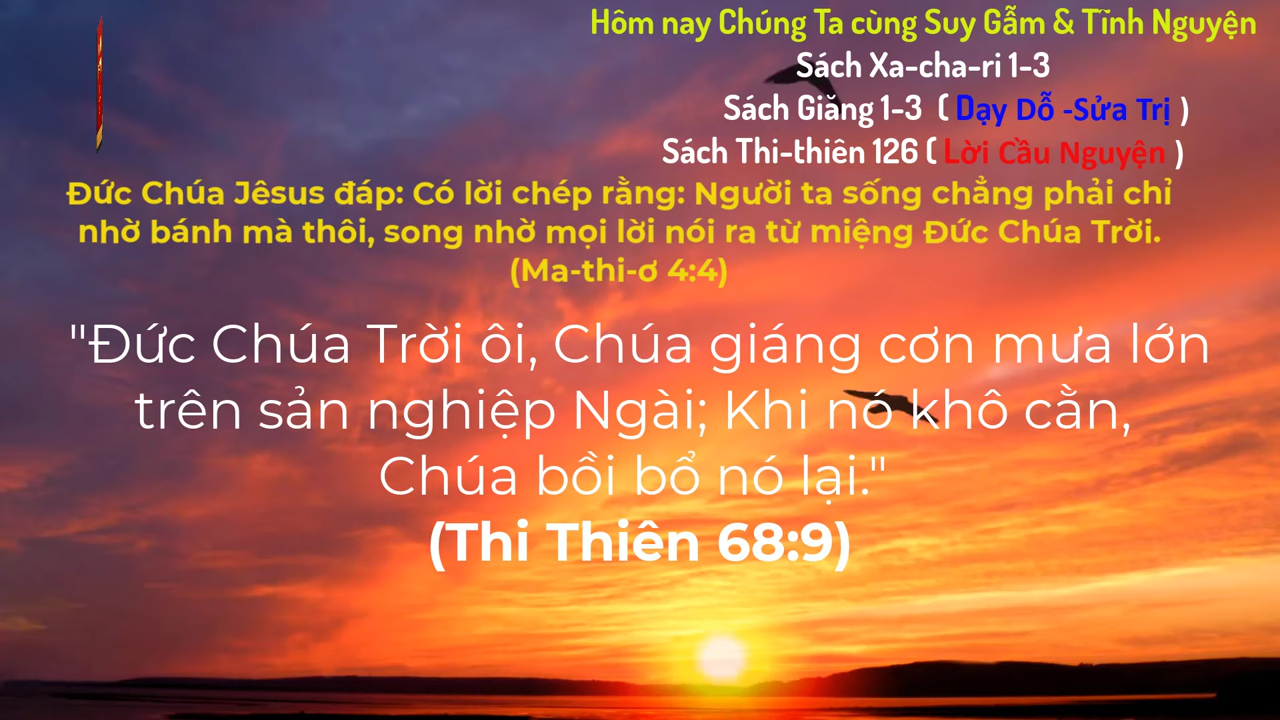 Hôm nay Chúng Ta cùng Suy Gẫm & Tĩnh Nguyện
Sách Xa-cha-ri 1-3
Sách Giăng 1-3 ( Dạy Dỗ -Sửa Trị )
Sách Thi-thiên 126 ( Lời Cầu Nguyện )
Đức Chúa Jêsus đáp: Có lời chép rằng: Người ta sống chẳng phải chỉ
nhờ bánh mà thôi, song nhờ mọi lời nói ra từ miệng Đức Chúa Trời.
(Ma-thi-ơ 4:4)
"Đức Chúa Trời ôi, Chúa giáng cơn mưa lớn
trên sản nghiệp Ngài; Khi nó khô cằn,
Chúa bồi bổ nó lại."
(Thi Thiên 68:9)